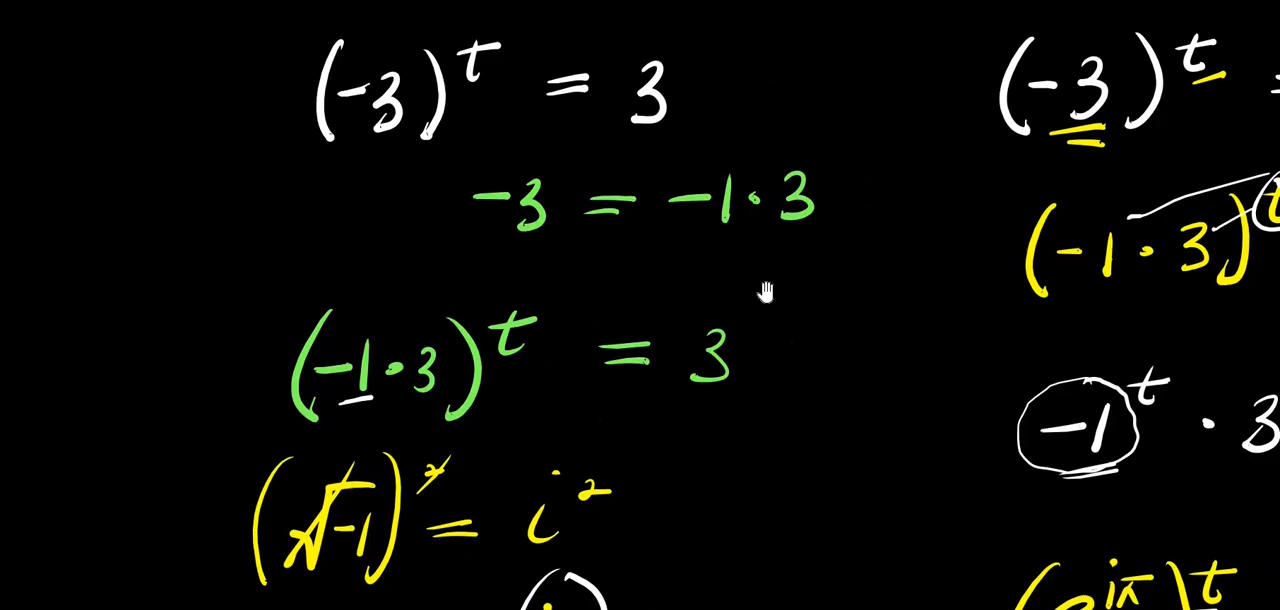 (-3)^t = 3
-3 = -1 · 3
(-1 · 3)^t = 3
(√-1)^2 = i^2
(-3)^t =
(-1 · 3)^t
-1^t · 3
(e^iπ)^t